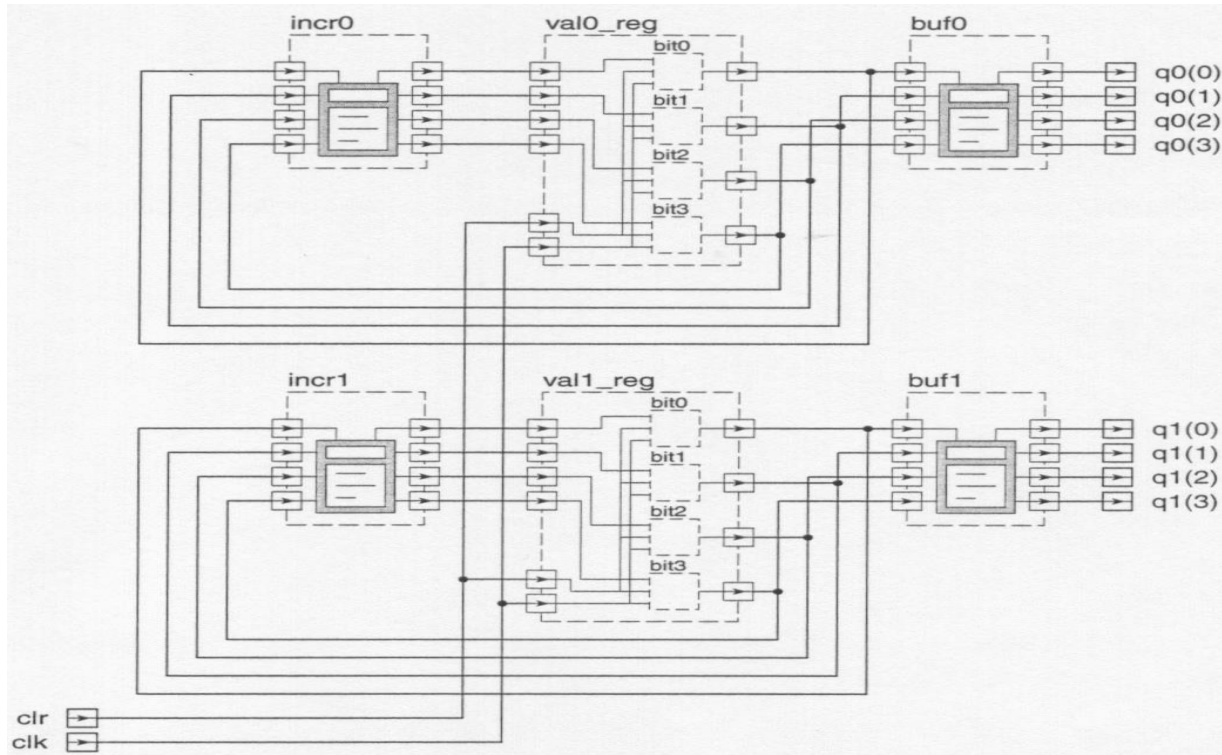 incr0 val0_reg buf0
bit0
q0(0)
bit1
q0(1)
q0(2)
bit2
q0(3)
bit3
incr1 val1_reg buf1
bit0
q1(0)
bit1
q1(1)
q1(2)
bit2
q1(3)
bit3
clr
clk